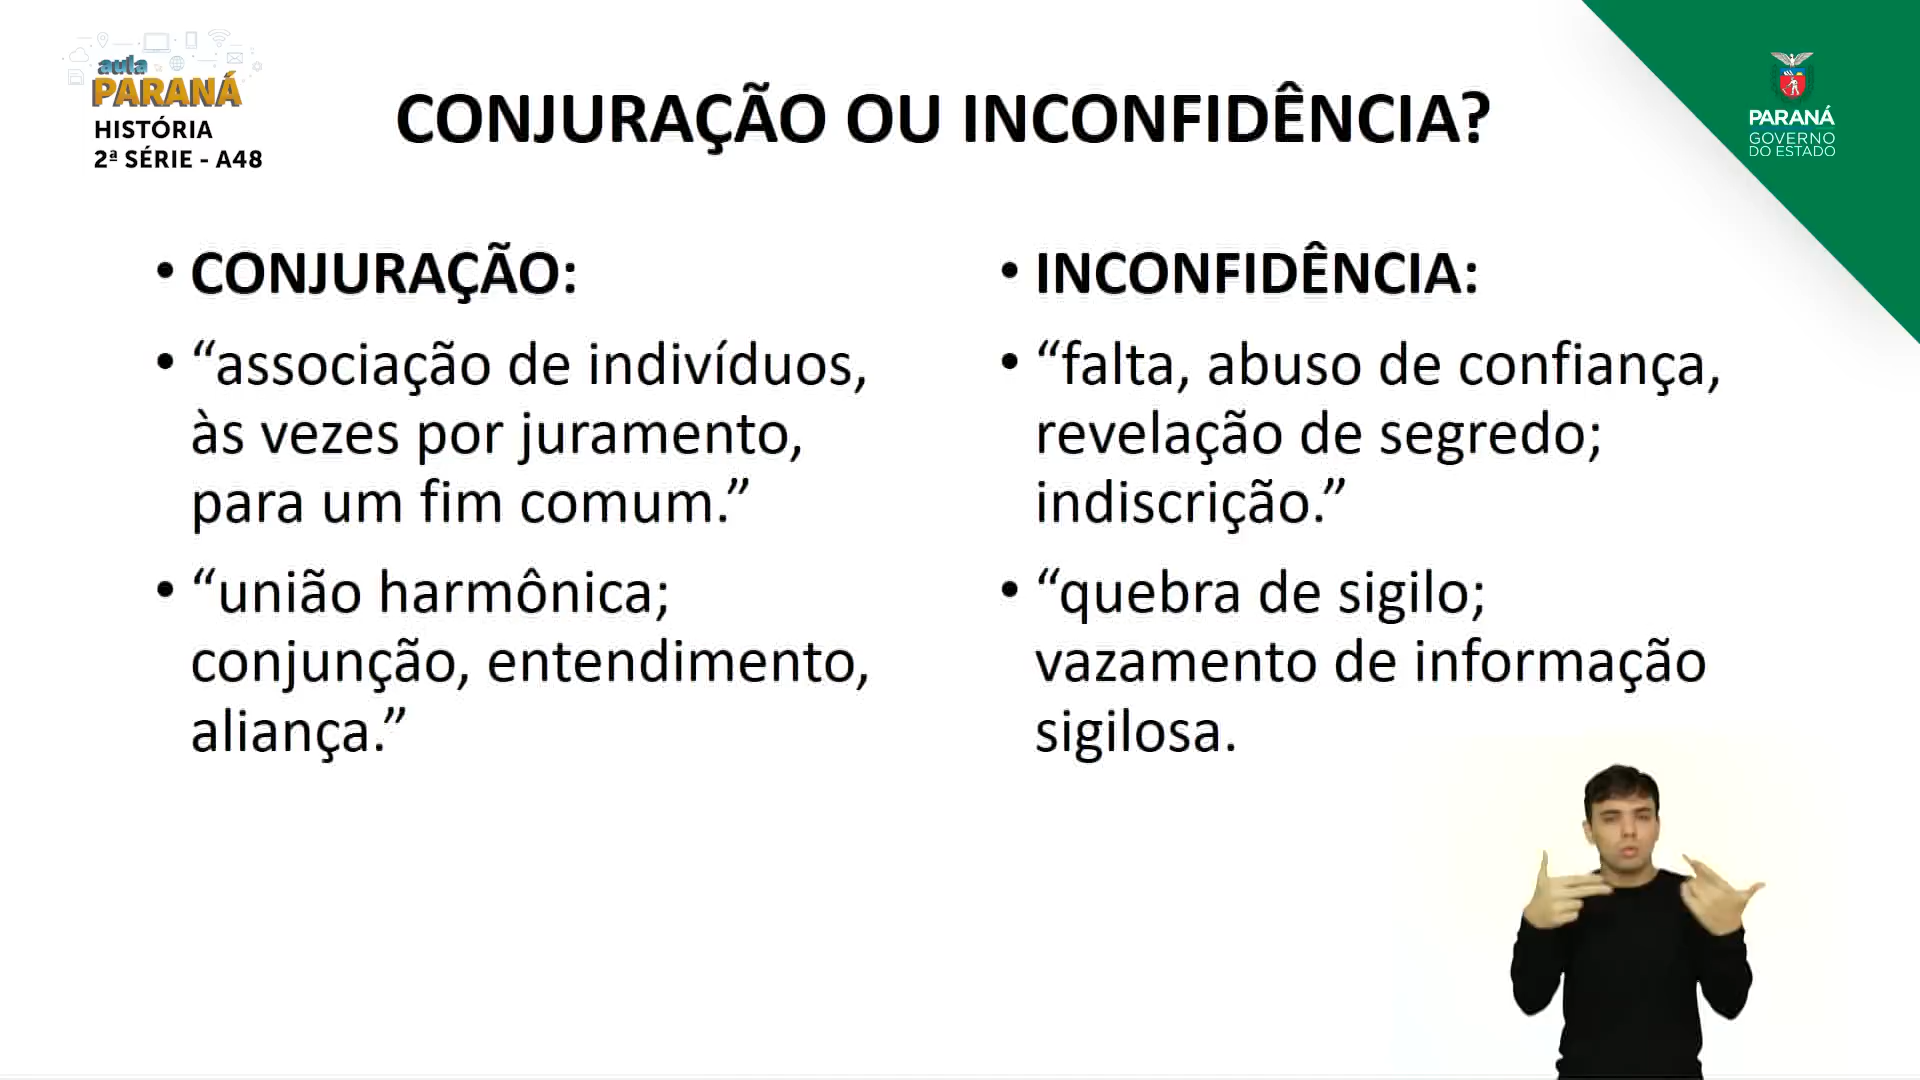 aula
PARANÁ
HISTÓRIA
2ª SÉRIE - A48
CONJURAÇÃO OU INCONFIDÊNCIA?
PARANÁ
GOVERNO
DO ESTADO
• CONJURAÇÃO:
• “associação de indivíduos,
às vezes por juramento,
para um fim comum.”
• “união harmônica;
conjunção, entendimento,
aliança.”
• INCONFIDÊNCIA:
• “falta, abuso de confiança,
revelação de segredo;
indiscrição.”
• “quebra de sigilo;
vazamento de informação
sigilosa.